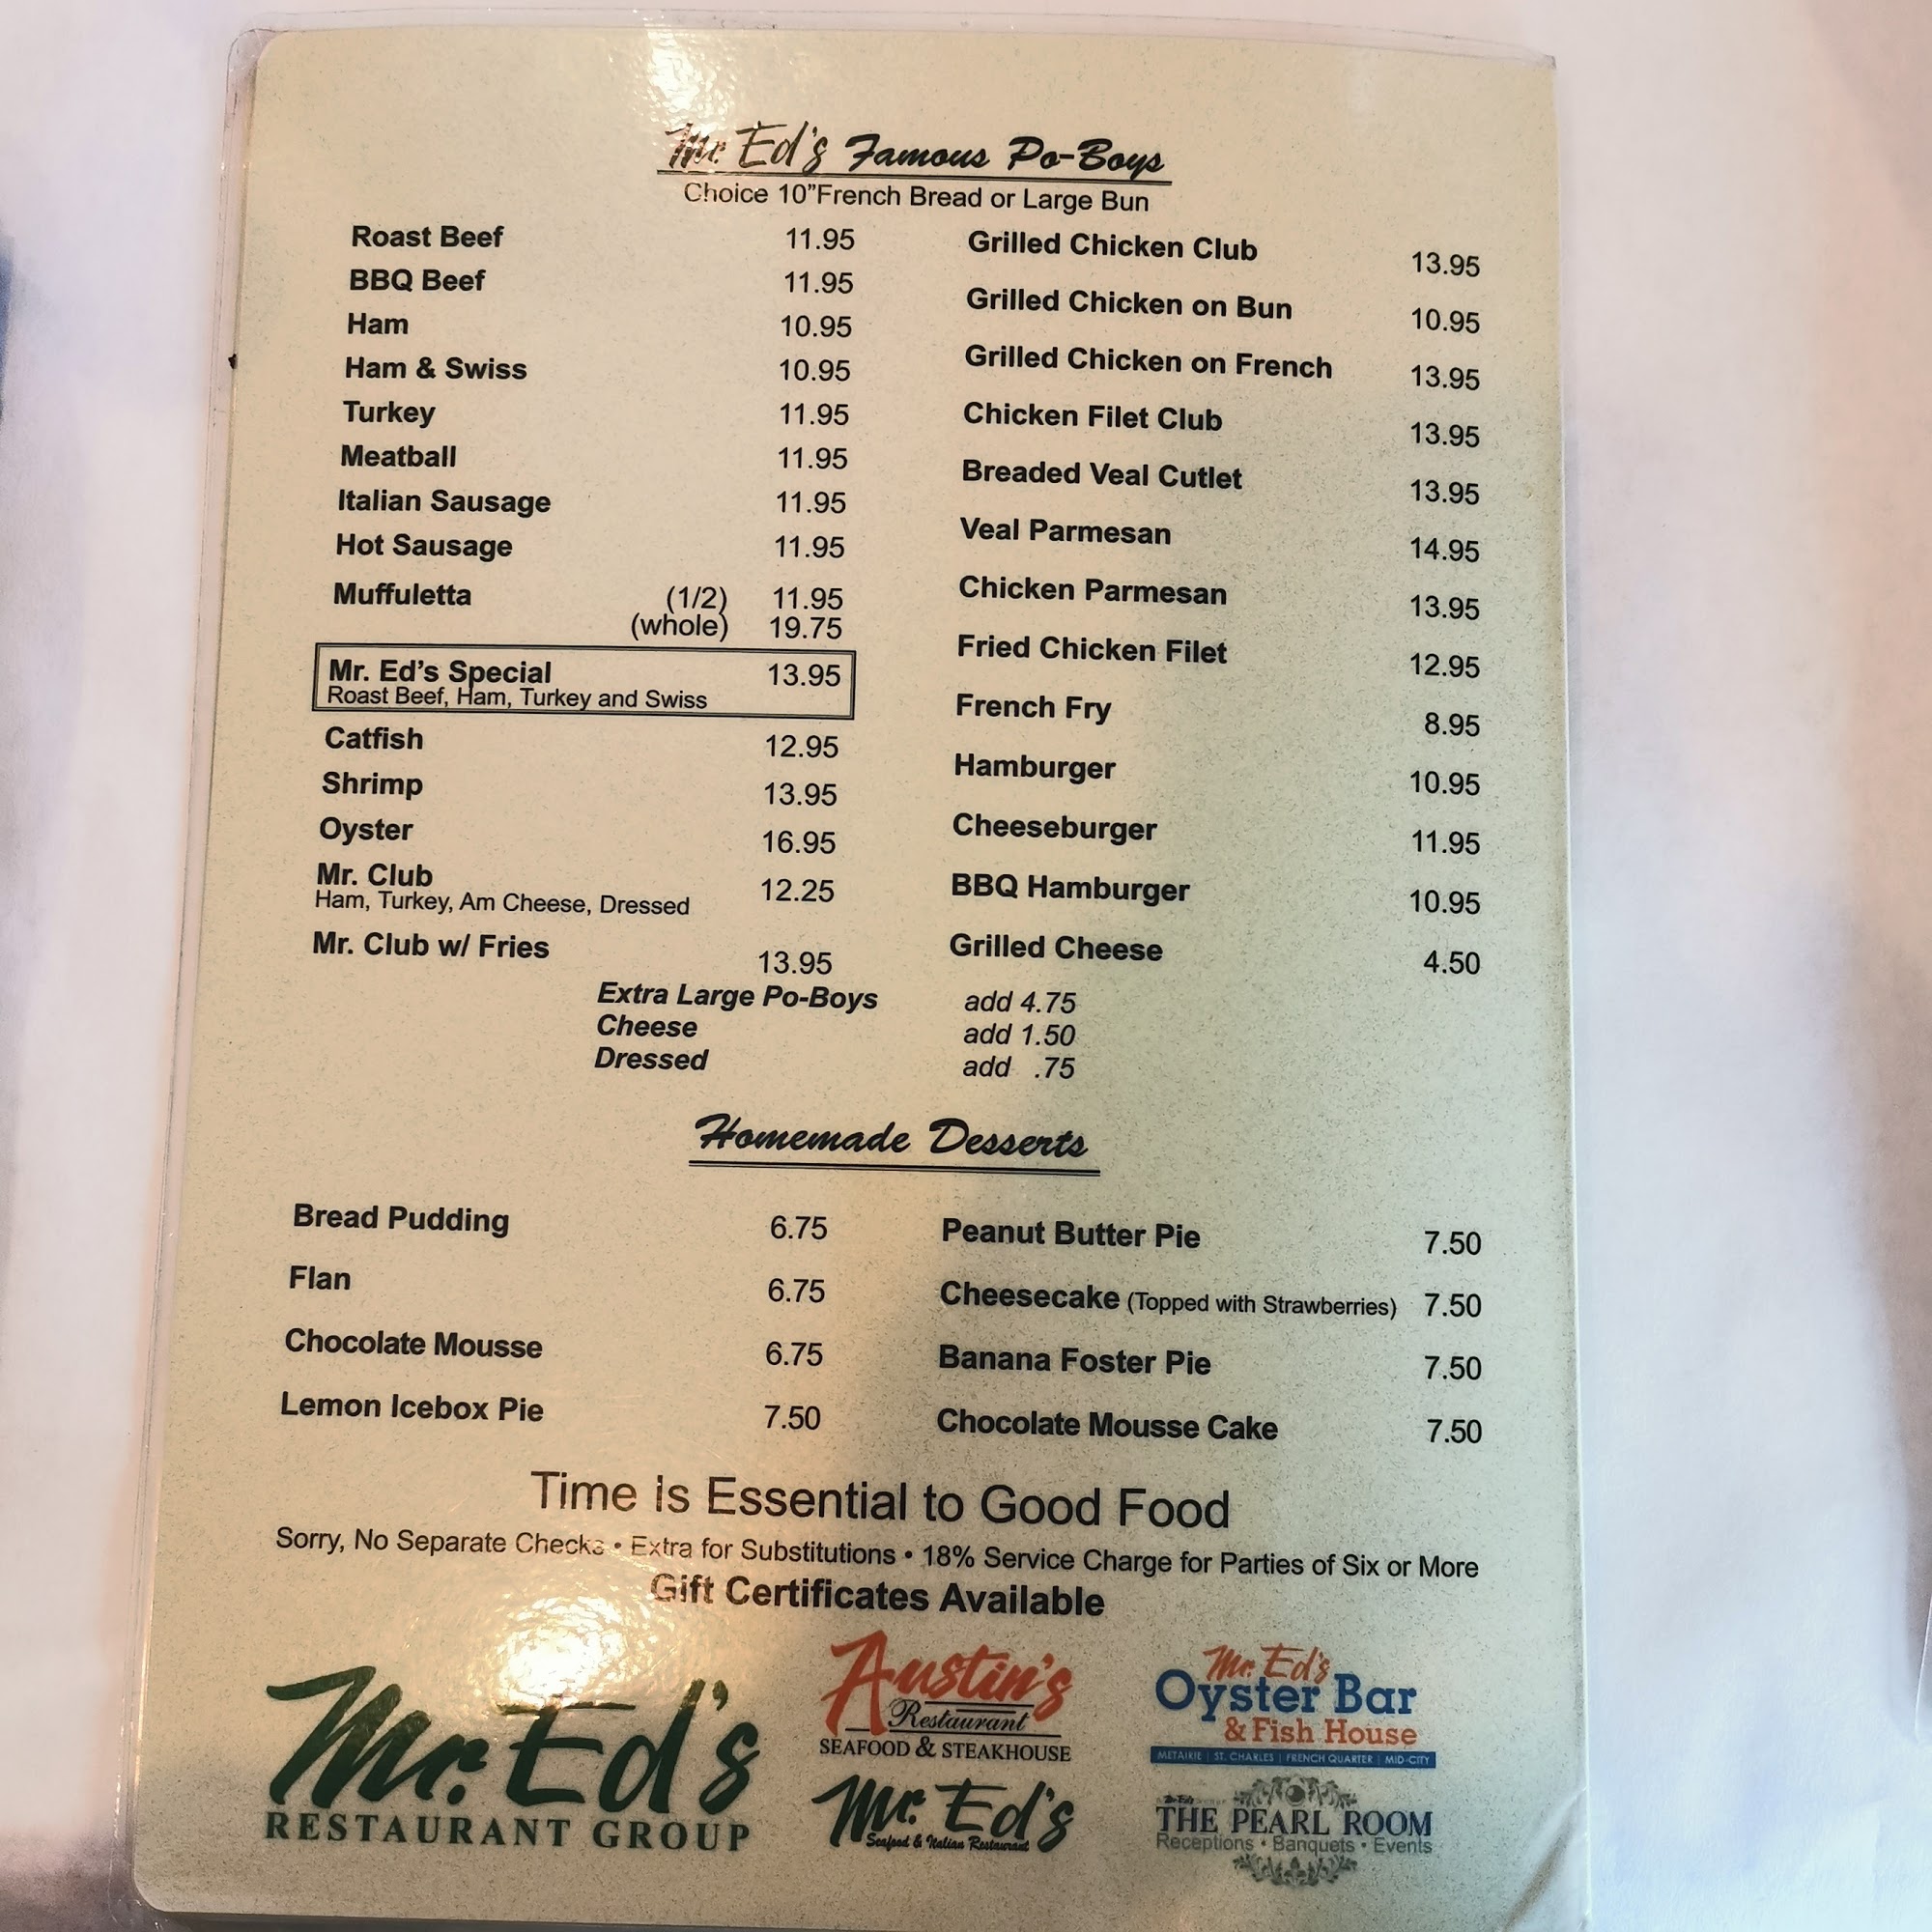 Mr. Ed's Famous Po-Boys
Choice 10"French Bread or Large Bun
Roast Beef 11.95
BBQ Beef 11.95
Ham 10.95
Ham & Swiss 10.95
Turkey 11.95
Meatball 11.95
Italian Sausage 11.95
Hot Sausage 11.95
Muffuletta (1/2) 11.95
(whole) 19.75
Mr. Ed's Special 13.95
Roast Beef, Ham, Turkey and Swiss
Catfish 12.95
Shrimp 13.95
Oyster 16.95
Mr. Club 12.25
Ham, Turkey, Am Cheese, Dressed
Mr. Club w/ Fries 13.95
Grilled Chicken Club 13.95
Grilled Chicken on Bun 10.95
Grilled Chicken on French 13.95
Chicken Filet Club 13.95
Breaded Veal Cutlet 13.95
Veal Parmesan 14.95
Chicken Parmesan 13.95
Fried Chicken Filet 12.95
French Fry 8.95
Hamburger 10.95
Cheeseburger 11.95
BBQ Hamburger 10.95
Grilled Cheese 4.50
Extra Large Po-Boys add 4.75
Cheese add 1.50
Dressed add .75
Homemade Desserts
Bread Pudding 6.75
Flan 6.75
Chocolate Mousse 6.75
Lemon Icebox Pie 7.50
Peanut Butter Pie 7.50
Cheesecake (Topped with Strawberries) 7.50
Banana Foster Pie 7.50
Chocolate Mousse Cake 7.50
Time is Essential to Good Food
Sorry, No Separate Checks • Extra for Substitutions • 18% Service Charge for Parties of Six or More
Gift Certificates Available
Mr. Ed's
RESTAURANT GROUP
Austin's
Restaurant
SEAFOOD & STEAKHOUSE
Mr. Ed's
Seafood & Italian Restaurant
Mr. Ed's
Oyster Bar
& Fish House
METAIRIE | ST. CHARLES | FRENCH QUARTER | MID-CITY
THE PEARL ROOM
Receptions • Banquets • Events